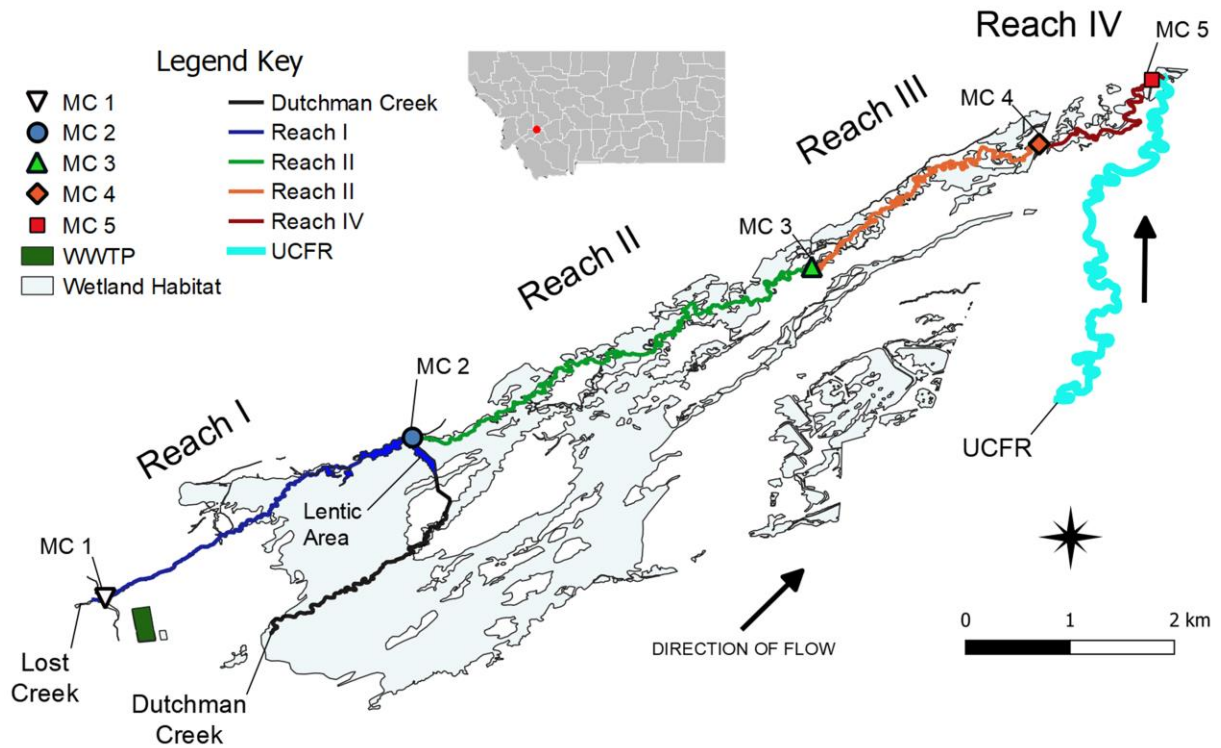 Legend Key
MC 1
MC 2
MC 3
MC 4
MC 5
WWTP
Wetland Habitat
Dutchman Creek
Reach I
Reach II
Reach II
Reach IV
UCFR
Reach IV
MC 5
Reach III
MC 4
Reach II
MC 3
Reach I
MC 2
Lentic
Area
MC 1
Lost
Creek
Dutchman
Creek
UCFR
DIRECTION OF FLOW
0 1 2 km